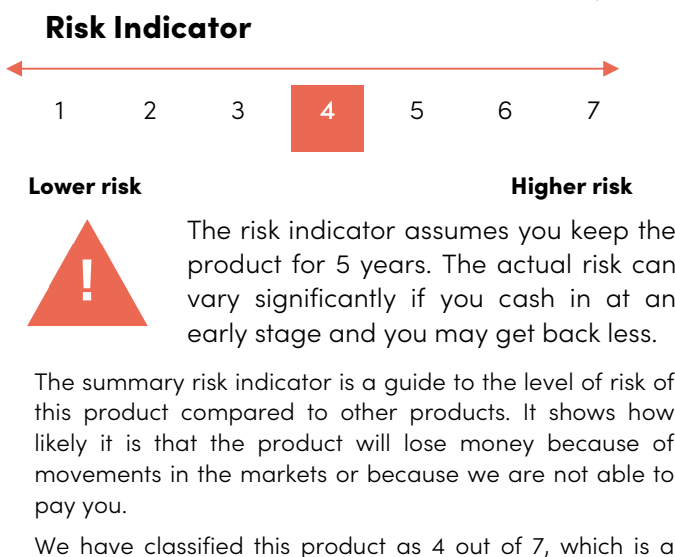 Risk Indicator
1 2 3 4 5 6 7
Lower risk Higher risk
!
The risk indicator assumes you keep the
product for 5 years. The actual risk can
vary significantly if you cash in at an
early stage and you may get back less.
The summary risk indicator is a guide to the level of risk of
this product compared to other products. It shows how
likely it is that the product will lose money because of
movements in the markets or because we are not able to
pay you.
We have classified this product as 4 out of 7, which is a